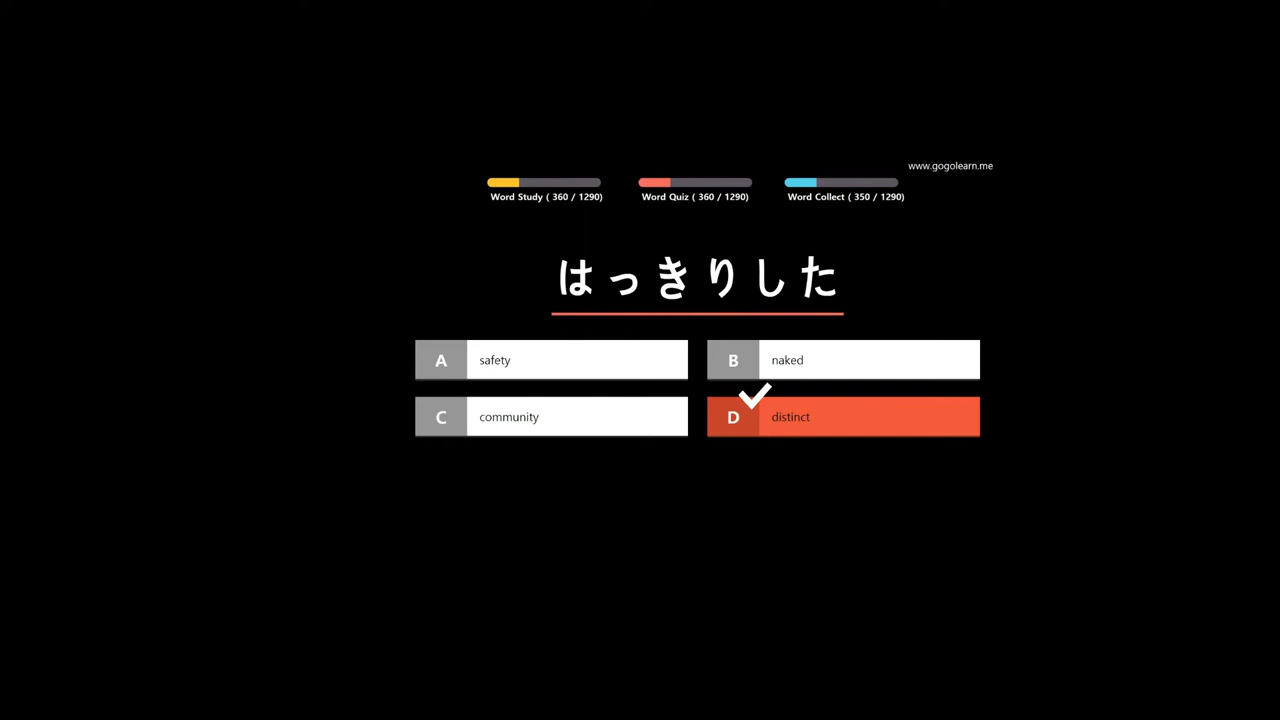 www.gogolearn.me
Word Study ( 360 / 1290) Word Quiz ( 360 / 1290) Word Collect ( 350 / 1290)
はっきりした
A safety B naked
C community D distinct